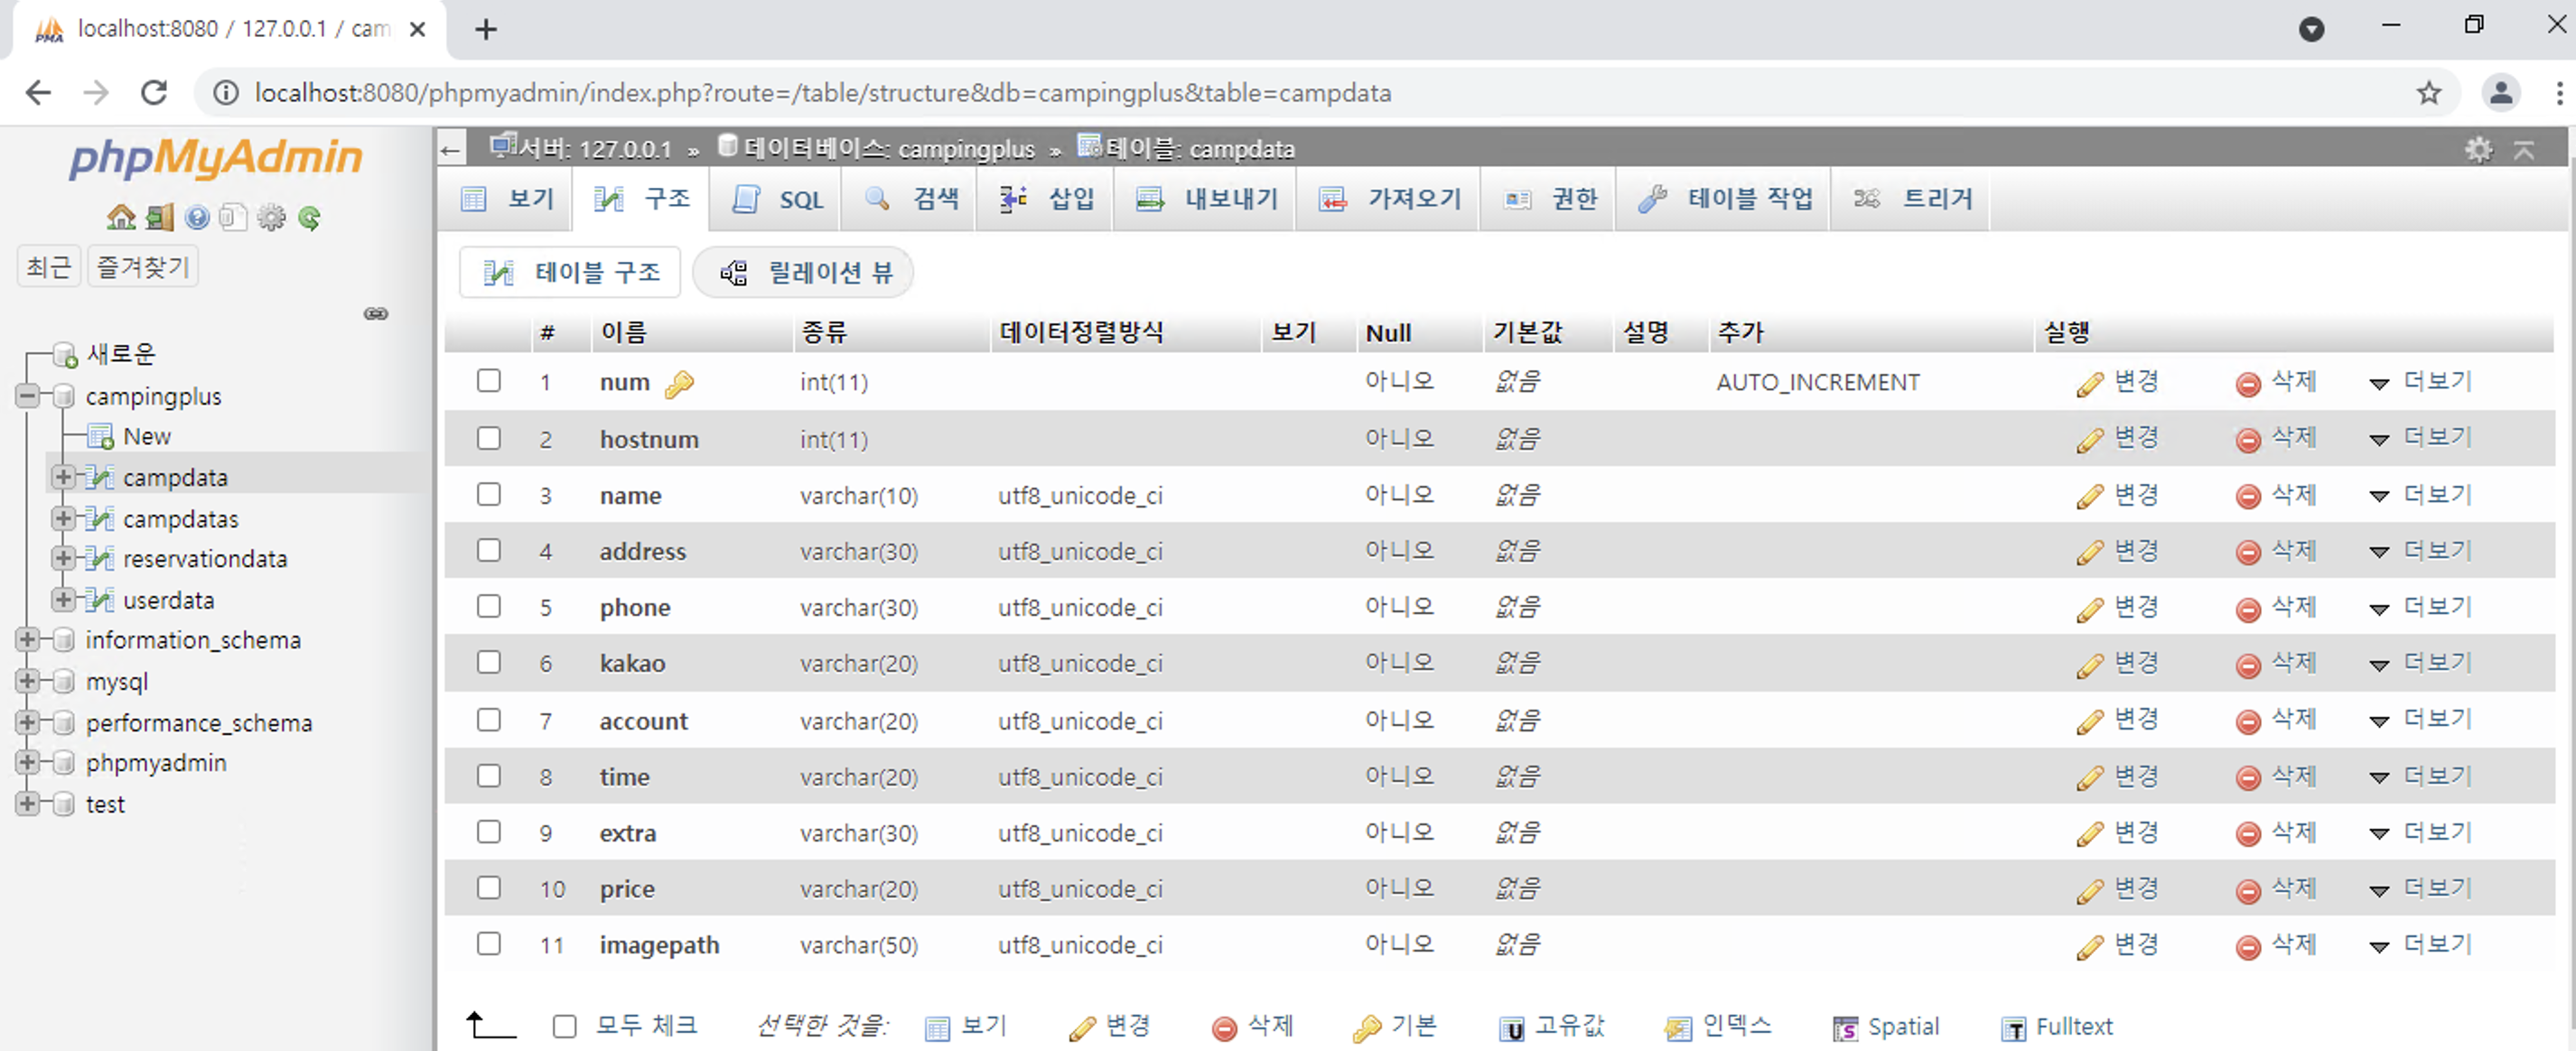 localhost:8080 / 127.0.0.1 / cam
localhost:8080/phpmyadmin/index.php?route=/table/structure&db=campingplus&table=campdata
phpMyAdmin
최근 즐겨찾기
새로운
campingplus
New
campdata
campdatas
reservationdata
userdata
information_schema
mysql
performance_schema
phpmyadmin
test
서버: 127.0.0.1 » 데이터베이스: campingplus » 테이블: campdata
보기 구조 SQL 검색 삽입 내보내기 가져오기 권한 테이블 작업 트리거
테이블 구조 릴레이션 뷰
# 이름 종류 데이터정렬방식 보기 Null 기본값 설명 추가 실행
1 num int(11) 아니오 없음 AUTO_INCREMENT 변경 삭제 더보기
2 hostnum int(11) 아니오 없음 변경 삭제 더보기
3 name varchar(10) utf8_unicode_ci 아니오 없음 변경 삭제 더보기
4 address varchar(30) utf8_unicode_ci 아니오 없음 변경 삭제 더보기
5 phone varchar(30) utf8_unicode_ci 아니오 없음 변경 삭제 더보기
6 kakao varchar(20) utf8_unicode_ci 아니오 없음 변경 삭제 더보기
7 account varchar(20) utf8_unicode_ci 아니오 없음 변경 삭제 더보기
8 time varchar(20) utf8_unicode_ci 아니오 없음 변경 삭제 더보기
9 extra varchar(30) utf8_unicode_ci 아니오 없음 변경 삭제 더보기
10 price varchar(20) utf8_unicode_ci 아니오 없음 변경 삭제 더보기
11 imagepath varchar(50) utf8_unicode_ci 아니오 없음 변경 삭제 더보기
모두 체크 선택한 것을: 보기 변경 삭제 기본 고유값 인덱스 Spatial Fulltext